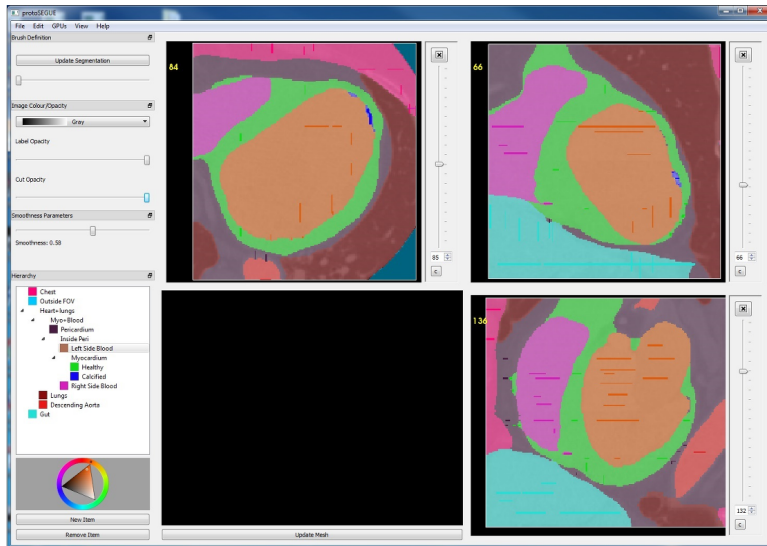 protoSEGUE
File Edit GPUs View Help
Brush Definition
Update Segmentation
Image Colour/Opacity
Gray
Label Opacity
Cut Opacity
Smoothness Parameters
Smoothness: 0.58
Hierarchy
Chest
Outside FOV
Heart+lungs
Myo+Blood
Pericardium
Inside Peri
Left Side Blood
Myocardium
Healthy
Calcified
Right Side Blood
Lungs
Descending Aorta
Gut
New Item
Remove Item
84
85
C
66
66
C
Update Mesh
136
132
C